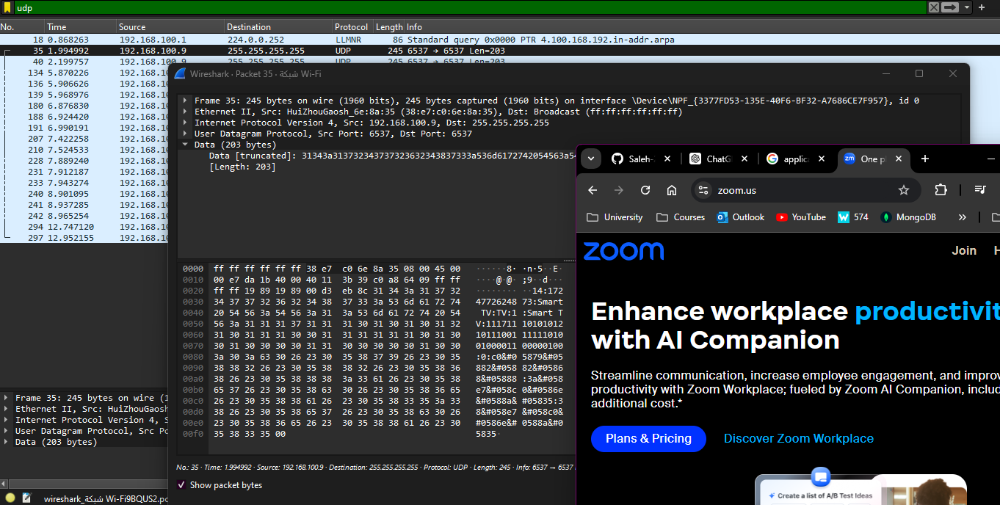 udp
No. Time Source Destination Protocol Length Info
18 0.868263 192.168.100.1 224.0.0.252 LLMNR 86 Standard query 0x0000 PTR 4.100.168.192.in-addr.arpa
35 1.994992 192.168.100.9 255.255.255.255 UDP 245 6537 → 6537 Len=203
40 2.199757 192.168.100.9 255.255.255.255 UDP 245 6537 → 6537 Len=203
134 5.870226 192.168.10
136 5.906626 192.168.10
139 5.968976 192.168.10
180 6.876830 192.168.10
188 6.924420 192.168.10
191 6.990191 192.168.10
207 7.422258 192.168.10
210 7.524533 192.168.10
228 7.889240 192.168.10
231 7.912187 192.168.10
233 7.943274 192.168.10
240 8.901095 192.168.10
241 8.937285 192.168.10
242 8.965254 192.168.10
294 12.747120 192.168.10
297 12.952155 192.168.10
Frame 35: 245 bytes on wire (1
Ethernet II, Src: HuiZhouGaosh
Internet Protocol Version 4, S
User Datagram Protocol, Src Po
Data (203 bytes)
wireshark_شبكة Wi-Fi9BQUS2.pc
Wireshark · Packet 35 · شبكة Wi-Fi
Frame 35: 245 bytes on wire (1960 bits), 245 bytes captured (1960 bits) on interface \Device\NPF_{3377FD53-135E-40F6-BF32-A7686CE7F957}, id 0
Ethernet II, Src: HuiZhouGaosh_6e:8a:35 (38:e7:c0:6e:8a:35), Dst: Broadcast (ff:ff:ff:ff:ff:ff)
Internet Protocol Version 4, Src: 192.168.100.9, Dst: 255.255.255.255
User Datagram Protocol, Src Port: 6537, Dst Port: 6537
Data (203 bytes)
Data [truncated]: 31343a313732343737323632343837333a536d6172742054563a54
[Length: 203]
0000 ff ff ff ff ff ff 38 e7 c0 6e 8a 35 08 00 45 00 ······8· ·n·5··E·
0010 00 e7 da 1b 40 00 40 11 3b 39 c0 a8 64 09 ff ff ····@·@· ;9··d···
0020 ff ff 19 89 19 89 00 d3 eb 8c 31 34 3a 31 37 32 ········ ··14:172
0030 34 37 37 32 36 32 34 38 37 33 3a 53 6d 61 72 74 47726248 73:Smart
0040 20 54 56 3a 54 56 3a 31 3a 53 6d 61 72 74 20 54 TV:TV:1 :Smart T
0050 56 3a 31 31 31 37 31 31 31 30 31 30 31 30 31 32 V:111711 10101012
0060 31 30 31 31 31 30 30 31 31 31 31 31 31 30 31 30 10111001 11111010
0070 30 31 30 30 30 30 31 31 30 30 30 30 30 31 30 30 01000011 00000100
0080 3a 30 3a 63 30 26 23 30 35 38 37 39 26 23 30 35 :0:c0&#0 5879&#05
0090 38 38 32 26 23 30 35 38 38 32 26 23 30 35 38 36 882&#058 82&#0586
00a0 38 26 23 30 35 38 38 38 3a 33 61 26 23 30 35 38 8&#05888 :3a&#058
00b0 65 37 26 23 30 35 38 63 30 26 23 30 35 38 36 65 e7&#058c 0&#0586e
00c0 26 23 30 35 38 38 61 26 23 30 35 38 33 35 3a 33 &#0588a& #05835:3
00d0 38 26 23 30 35 38 65 37 26 23 30 35 38 63 30 26 8&#058e7 &#058c0&
00e0 23 30 35 38 36 65 26 23 30 35 38 38 61 26 23 30 #0586e&# 0588a&#0
00f0 35 38 33 35 00 5835·
No.: 35 · Time: 1.994992 · Source: 192.168.100.9 · Destination: 255.255.255.255 · Protocol: UDP · Length: 245 · Info: 6537 → 6537
Show packet bytes
Saleh- ChatG applica One pl
zoom.us
University Courses Outlook YouTube 574 MongoDB
zoom Join H
Enhance workplace productivit
with AI Companion
Streamline communication, increase employee engagement, and improv
productivity with Zoom Workplace; fueled by Zoom AI Companion, includ
additional cost.*
Plans & Pricing Discover Zoom Workplace
Create a list of A/B Test Ideas